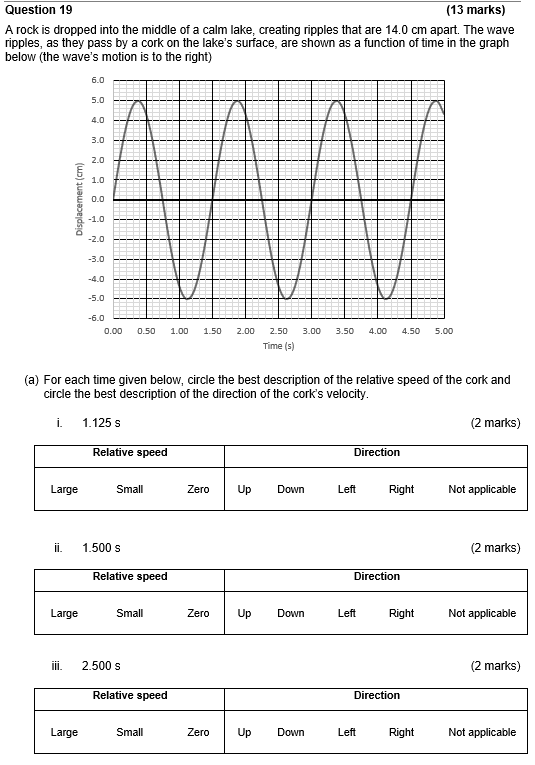 Question 19 (13 marks)
A rock is dropped into the middle of a calm lake, creating ripples that are 14.0 cm apart. The wave
ripples, as they pass by a cork on the lake's surface, are shown as a function of time in the graph
below (the wave's motion is to the right)
6.0
5.0
4.0
3.0
2.0
1.0
0.0
-1.0
-2.0
-3.0
-4.0
-5.0
-6.0
Displacement (cm)
0.00 0.50 1.00 1.50 2.00 2.50 3.00 3.50 4.00 4.50 5.00
Time (s)
(a) For each time given below, circle the best description of the relative speed of the cork and
circle the best description of the direction of the cork's velocity.
i. 1.125 s (2 marks)
Relative speed Direction
Large Small Zero Up Down Left Right Not applicable
ii. 1.500 s (2 marks)
Relative speed Direction
Large Small Zero Up Down Left Right Not applicable
iii. 2.500 s (2 marks)
Relative speed Direction
Large Small Zero Up Down Left Right Not applicable